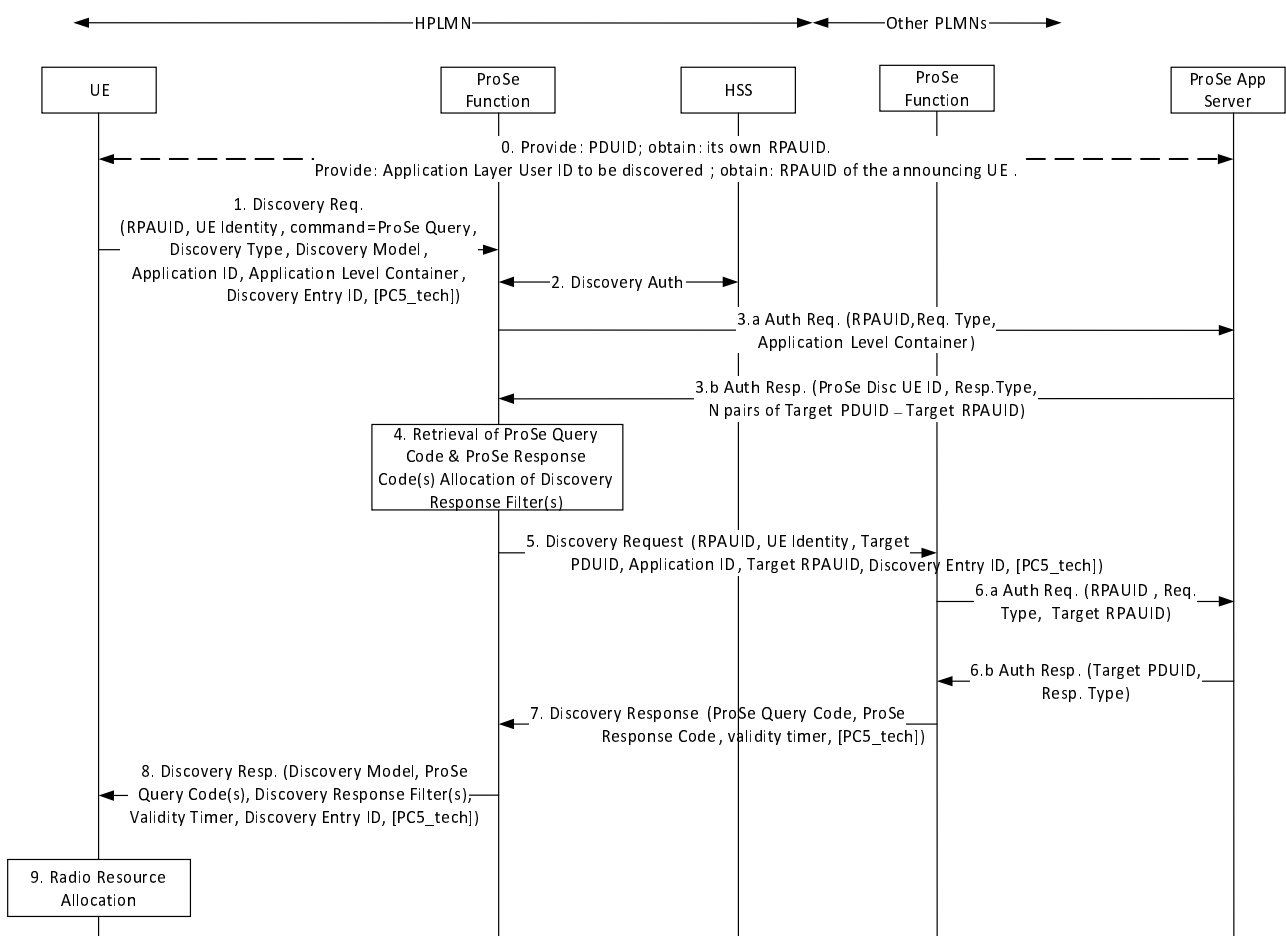 HPLMN
Other PLMNs
UE
ProSe
Function
HSS
ProSe
Function
ProSe App
Server
0. Provide: PDUID; obtain: its own RPAUID.
Provide: Application Layer User ID to be discovered ; obtain: RPAUID of the announcing UE .
1. Discovery Req.
(RPAUID, UE Identity, command=ProSe Query,
Discovery Type, Discovery Model,
Application ID, Application Level Container,
Discovery Entry ID, [PC5_tech])
2. Discovery Auth
3.a Auth Req. (RPAUID,Req. Type,
Application Level Container)
3.b Auth Resp. (ProSe Disc UE ID, Resp.Type,
N pairs of Target PDUID – Target RPAUID)
4. Retrieval of ProSe Query
Code & ProSe Response
Code(s) Allocation of Discovery
Response Filter(s)
5. Discovery Request (RPAUID, UE Identity, Target
PDUID, Application ID, Target RPAUID, Discovery Entry ID, [PC5_tech])
6.a Auth Req. (RPAUID , Req.
Type, Target RPAUID)
6.b Auth Resp. (Target PDUID,
Resp. Type)
7. Discovery Response (ProSe Query Code, ProSe
Response Code, validity timer, [PC5_tech])
8. Discovery Resp. (Discovery Model, ProSe
Query Code(s), Discovery Response Filter(s),
Validity Timer, Discovery Entry ID, [PC5_tech])
9. Radio Resource
Allocation